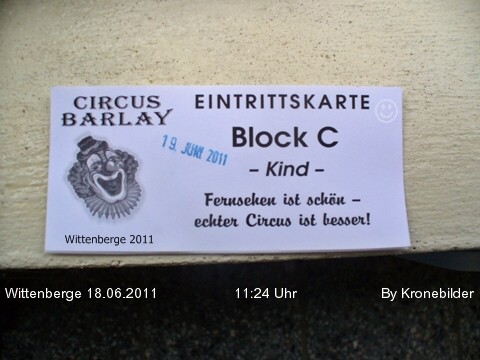 CIRCUS
BARLAY
EINTRITTSKARTE
Block C
19. JUNI 2011
– Kind –
Fernsehen ist schön –
echter Circus ist besser!
Wittenberge 2011
Wittenberge 18.06.2011 11:24 Uhr By Kronebilder